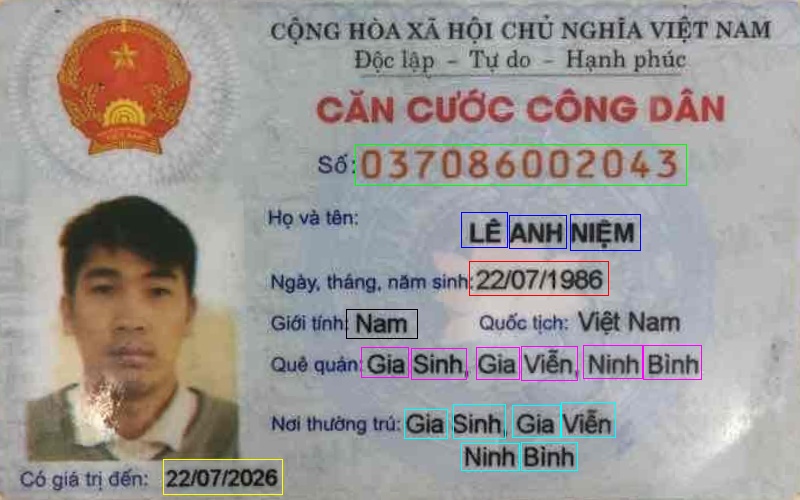 CỘNG HÒA XÃ HỘI CHỦ NGHĨA VIỆT NAM
Độc lập - Tự do - Hạnh phúc
CĂN CƯỚC CÔNG DÂN
Số: 037086002043
Họ và tên:
LÊ ANH NIỆM
Ngày, tháng, năm sinh: 22/07/1986
Giới tính: Nam Quốc tịch: Việt Nam
Quê quán: Gia Sinh, Gia Viễn, Ninh Bình
Nơi thường trú: Gia Sinh, Gia Viễn
Ninh Bình
Có giá trị đến: 22/07/2026